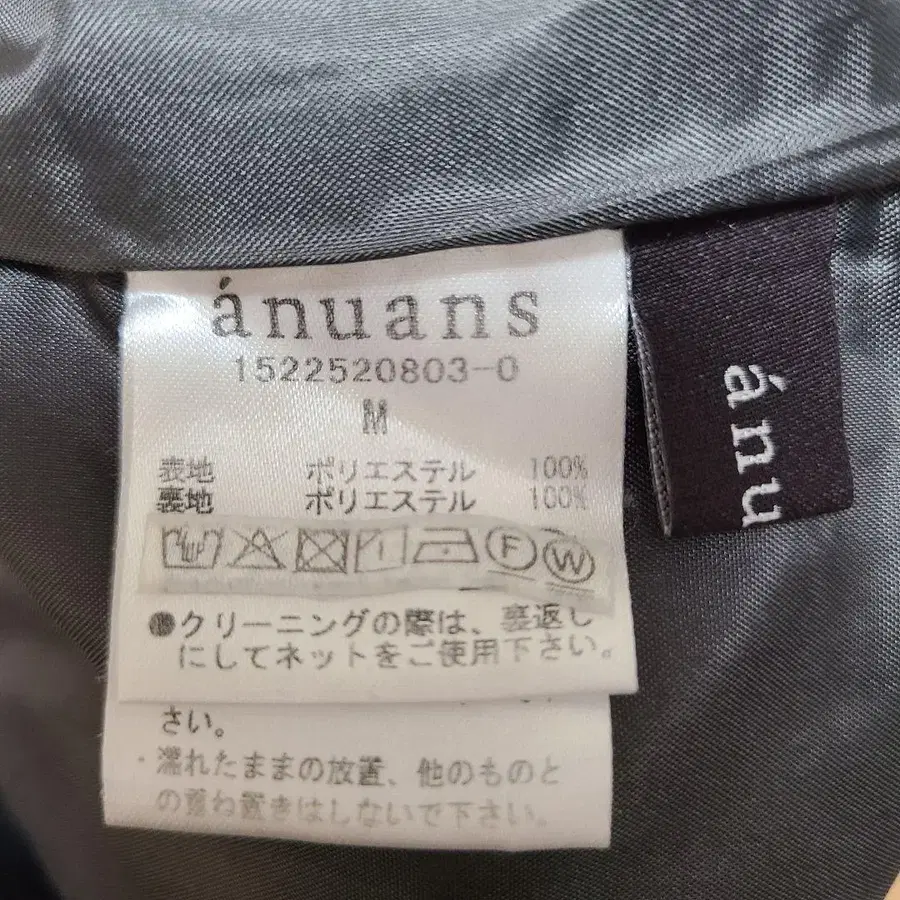 ánuans
1522520803-0
M
表地 ポリエステル 100%
裏地 ポリエステル 100%
F W
●クリーニングの際は、裏返し
にしてネットをご使用下さい。
さい。
・濡れたままの放置、他のものと
の重ね置きはしないで下さい。
ánu